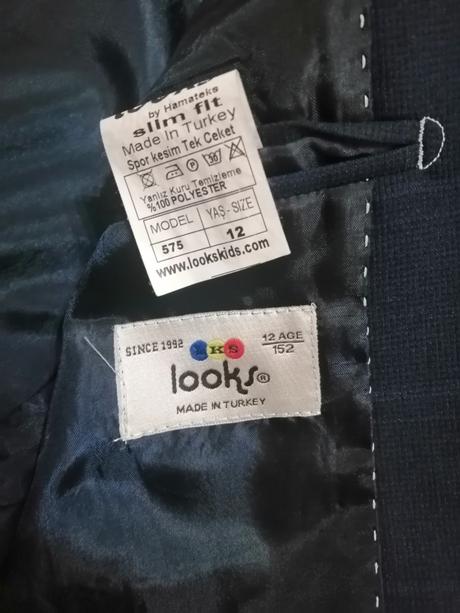 by Hamateks
slim fit
Made In Turkey
Spor kesim Tek Ceket
Yanlız Kuru Temizleme
%100 POLYESTER
MODEL YAŞ - SIZE
575 12
www.lookskids.com
SINCE 1992
12 AGE
152
looks®
MADE IN TURKEY